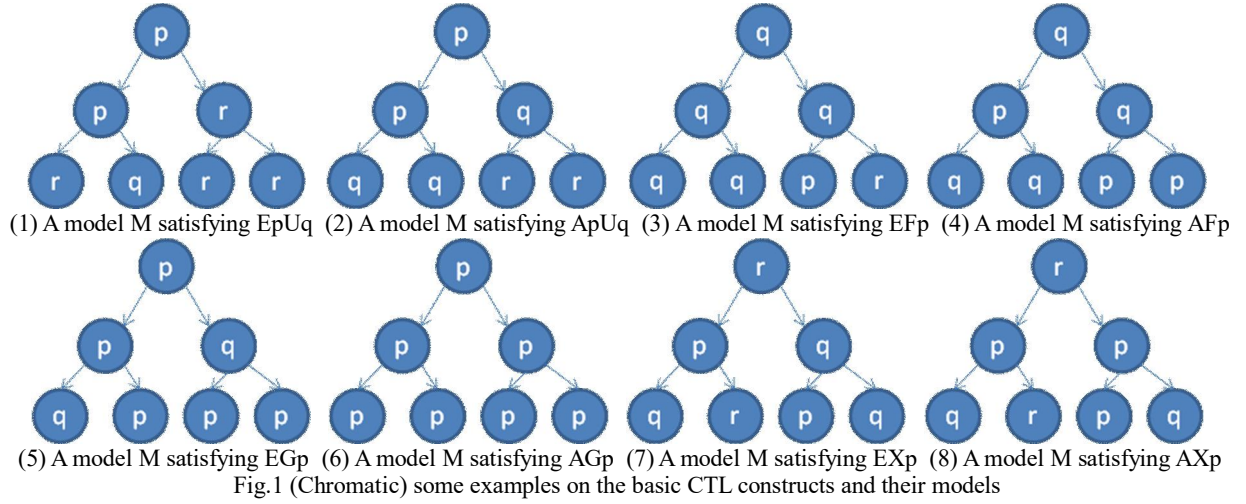 p p q q
p r p q q q p q
r q r r q q r r q q p r q q p p
(1) A model M satisfying EpUq (2) A model M satisfying ApUq (3) A model M satisfying EFp (4) A model M satisfying AFp
p p r r
p q p p p q p p
q p p p p p p p q r p q q r p q
(5) A model M satisfying EGp (6) A model M satisfying AGp (7) A model M satisfying EXp (8) A model M satisfying AXp
Fig.1 (Chromatic) some examples on the basic CTL constructs and their models